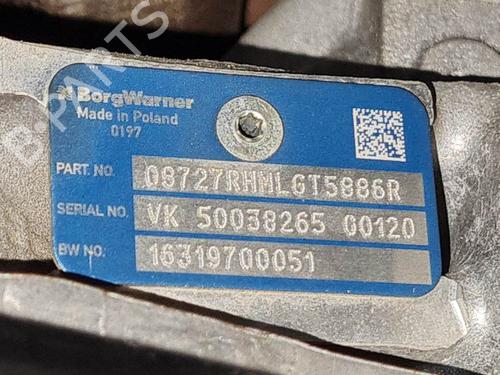 BorgWarner
Made in Poland
0197
PART NO. 08727RHMLGT5886R
SERIAL NO. VK 50038265 00120
BW NO. 16319700051
B-PARTS